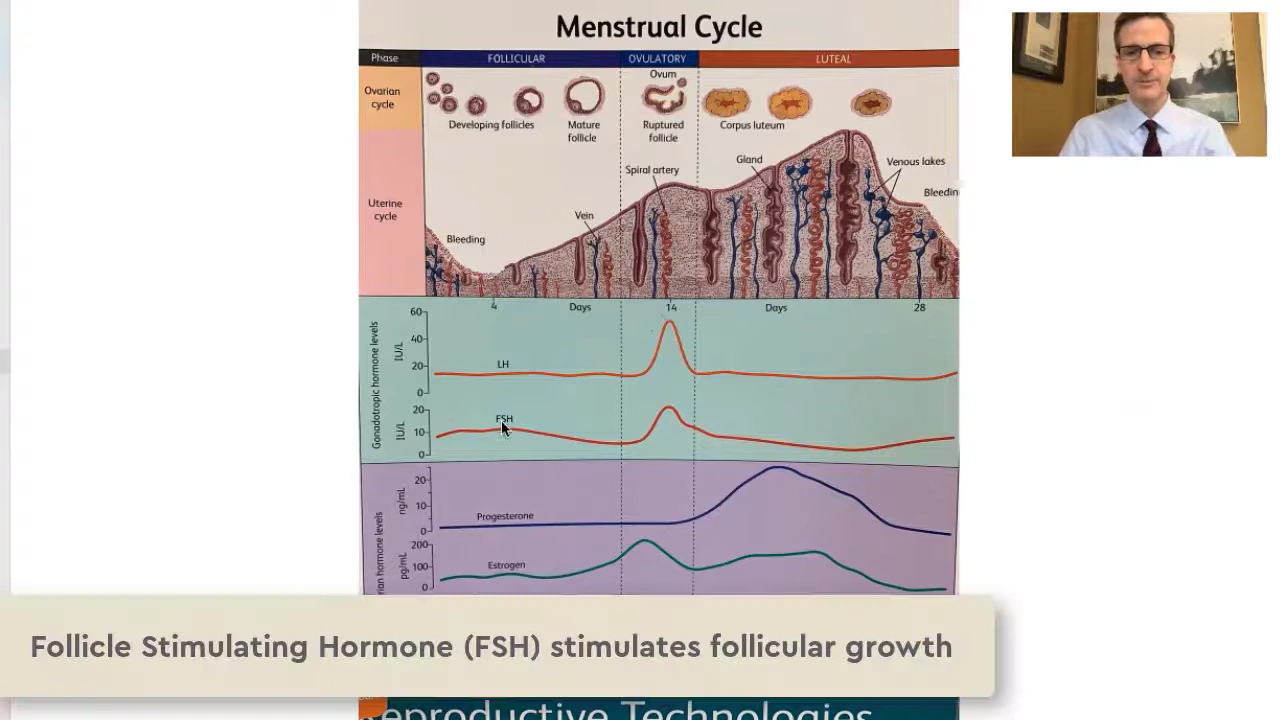 Menstrual Cycle
Phase
FOLLICULAR
OVULATORY
LUTEAL
Ovarian
cycle
Developing follicles
Mature
follicle
Ovum
Ruptured
follicle
Corpus luteum
Uterine
cycle
Bleeding
Vein
Spiral artery
Gland
Venous lakes
Bleedin
4
Days
14
Days
28
Gonadotropic hormone levels
IU/L
60
40
20
0
LH
IU/L
20
10
0
FSH
rian hormone levels
ng/mL
20
10
0
Progesterone
pg/mL
200
100
0
Estrogen
Follicle Stimulating Hormone (FSH) stimulates follicular growth
eproductive Technologies